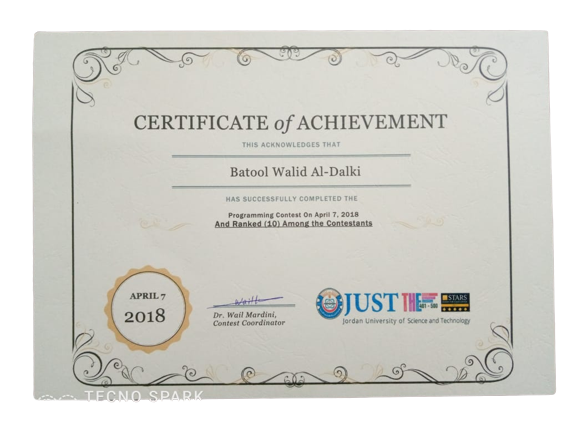 CERTIFICATE of ACHIEVEMENT
THIS ACKNOWLEDGES THAT
Batool Walid Al-Dalki
HAS SUCCESSFULLY COMPLETED THE
Programming Contest On April 7, 2018
And Ranked (10) Among the Contestants
APRIL 7
2018
Dr. Wail Mardini,
Contest Coordinator
JUST THE STARS
Jordan University of Science and Technology
TECNO SPARK